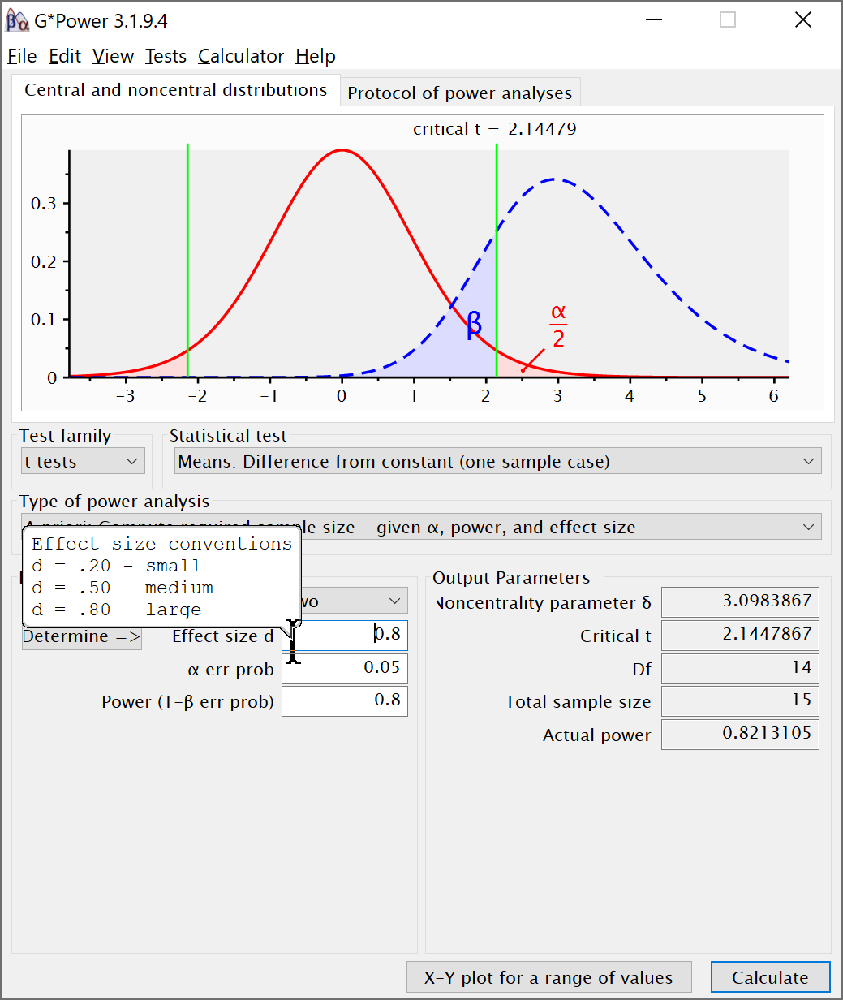 G*Power 3.1.9.4
File Edit View Tests Calculator Help
Central and noncentral distributions
Protocol of power analyses
critical t = 2.14479
0.3
0.2
0.1
0
β
α
2
-3 -2 -1 0 1 2 3 4 5 6
Test family
Statistical test
t tests
Means: Difference from constant (one sample case)
Type of power analysis
A priori: Compute required sample size - given α, power, and effect size
Effect size conventions
d = .20 - small
d = .50 - medium
d = .80 - large
wo
Determine => Effect size d 0.8
α err prob 0.05
Power (1-β err prob) 0.8
Output Parameters
Noncentrality parameter δ 3.0983867
Critical t 2.1447867
Df 14
Total sample size 15
Actual power 0.8213105
X-Y plot for a range of values
Calculate